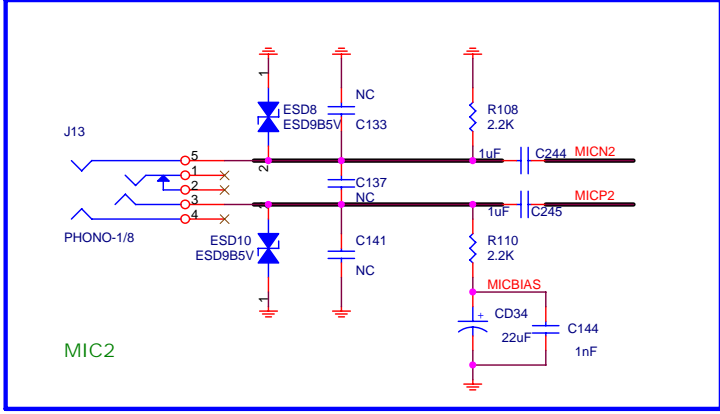 1
ESD8
ESD9B5V
2
NC
C133
R108
2.2K
J13
5
1
2
3
4
PHONO-1/8
1uF
C244
MICN2
C137
NC
1uF
C245
MICP2
ESD10
ESD9B5V
1
C141
NC
R110
2.2K
MICBIAS
+
CD34
22uF
C144
1nF
MIC2